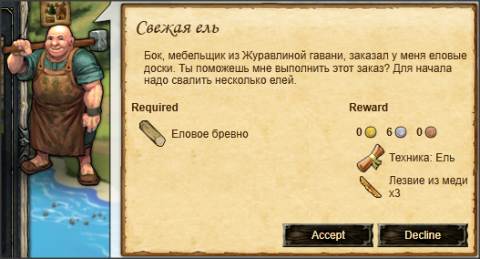 Свежая ель
Бок, мебельщик из Журавлиной гавани, заказал у меня еловые
доски. Ты поможешь мне выполнить этот заказ? Для начала
надо свалить несколько елей.
Required
Reward
Еловое бревно
0 6 0
Техника: Ель
Лезвие из меди
x3
Accept
Decline